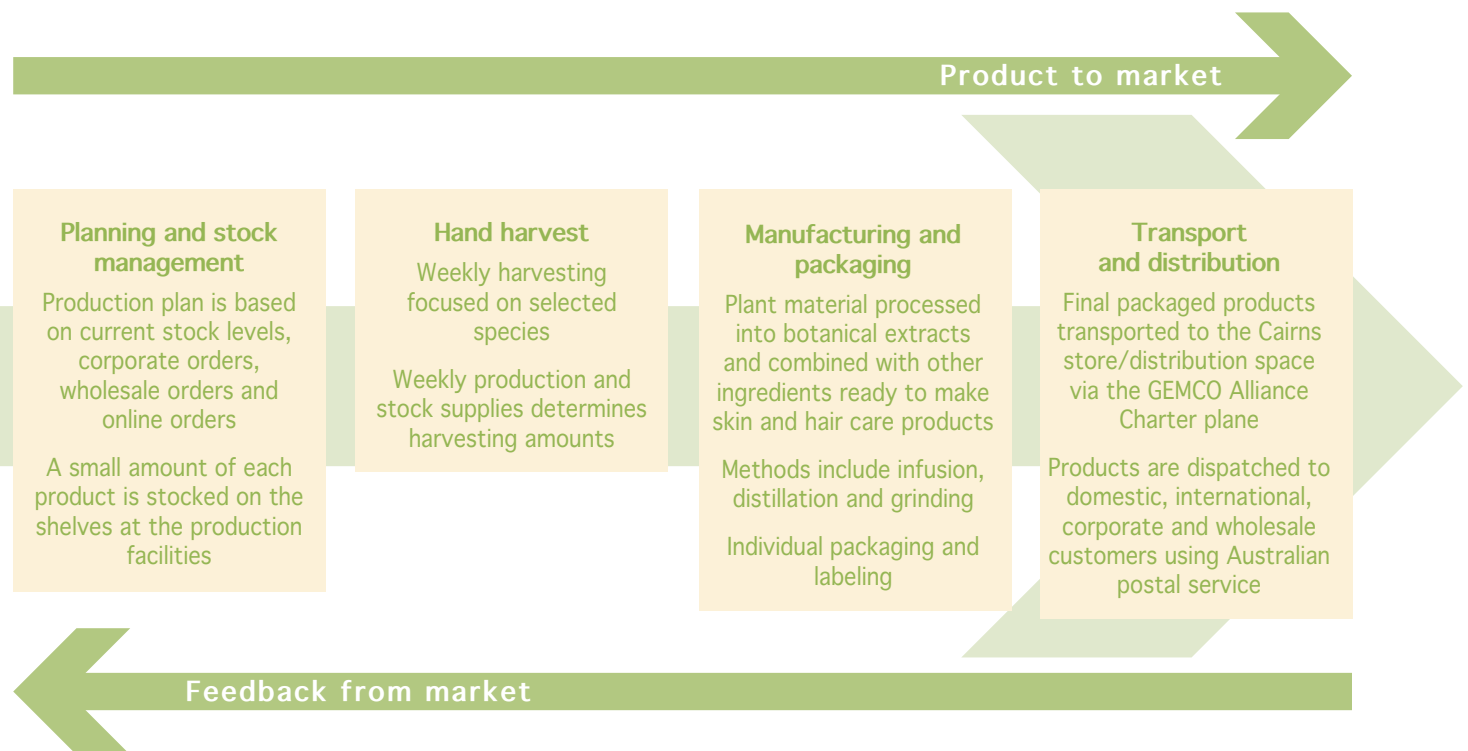 Product to market
Planning and stock
management
Production plan is based
on current stock levels,
corporate orders,
wholesale orders and
online orders
A small amount of each
product is stocked on the
shelves at the production
facilities
Hand harvest
Weekly harvesting
focused on selected
species
Weekly production and
stock supplies determines
harvesting amounts
Manufacturing and
packaging
Plant material processed
into botanical extracts
and combined with other
ingredients ready to make
skin and hair care products
Methods include infusion,
distillation and grinding
Individual packaging and
labeling
Transport
and distribution
Final packaged products
transported to the Cairns
store/distribution space
via the GEMCO Alliance
Charter plane
Products are dispatched to
domestic, international,
corporate and wholesale
customers using Australian
postal service
Feedback from market